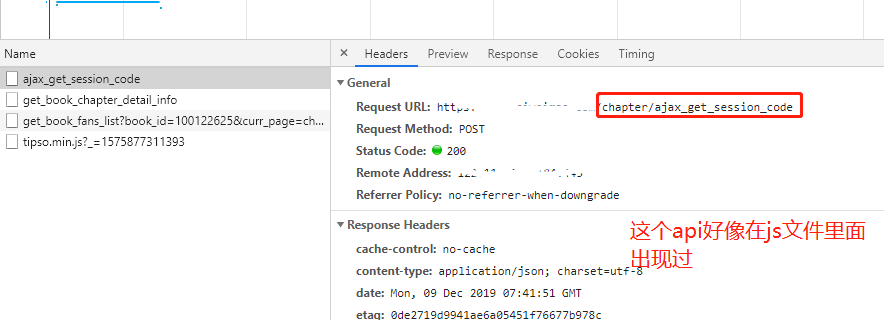 Name
× Headers Preview Response Cookies Timing
ajax_get_session_code
get_book_chapter_detail_info
get_book_fans_list?book_id=100122625&curr_page=ch...
tipso.min.js?_=1575877311393
General
Request URL: /chapter/ajax_get_session_code
Request Method: POST
Status Code: 200
Remote Address:
Referrer Policy: no-referrer-when-downgrade
Response Headers
cache-control: no-cache
content-type: application/json; charset=utf-8
date: Mon, 09 Dec 2019 07:41:51 GMT
etag: 0de2719d9941ae6a05451f76677b978c
这个api好像在js文件里面
出现过